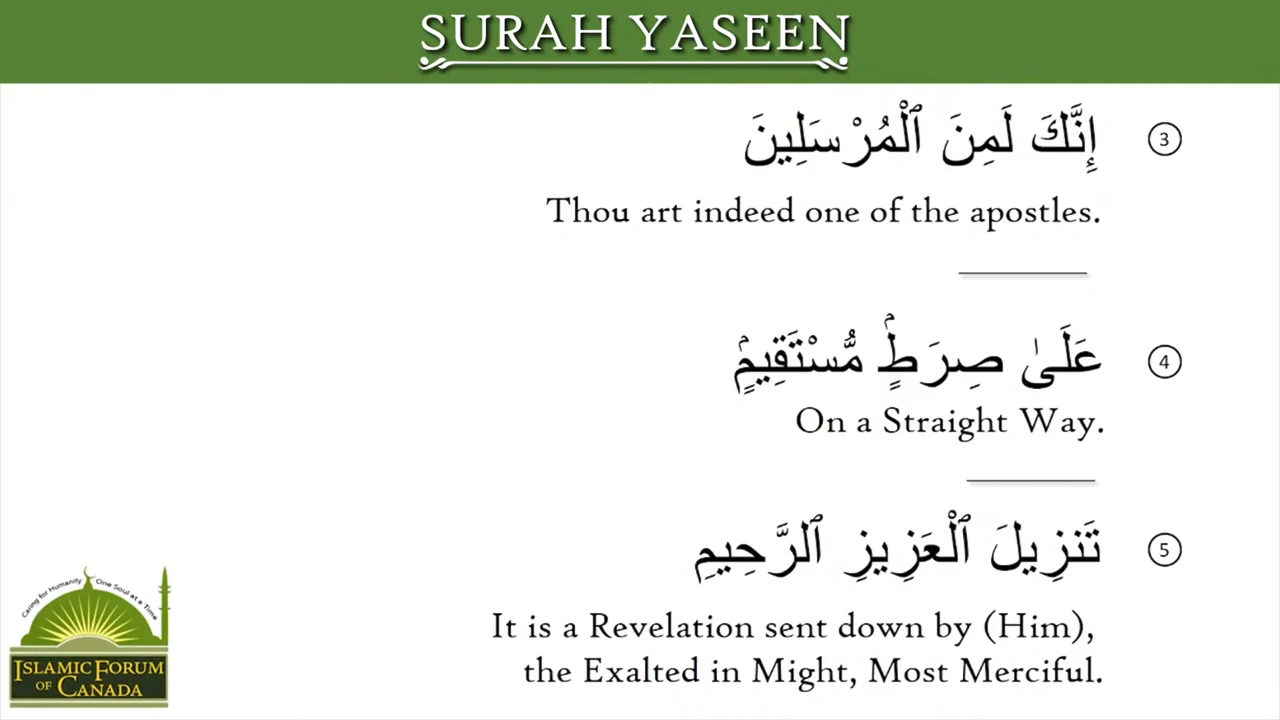 SURAH YASEEN
إِنَّكَ لَمِنَ ٱلْمُرْسَلِينَ ③
Thou art indeed one of the apostles.
عَلَىٰ صِرَطٍۢ مُّسْتَقِيمٍۢ ④
On a Straight Way.
تَنزِيلَ ٱلْعَزِيزِ ٱلرَّحِيمِ ⑤
It is a Revelation sent down by (Him),
the Exalted in Might, Most Merciful.
Caring for Humanity One Soul at a Time
ISLAMIC FORUM
OF CANADA